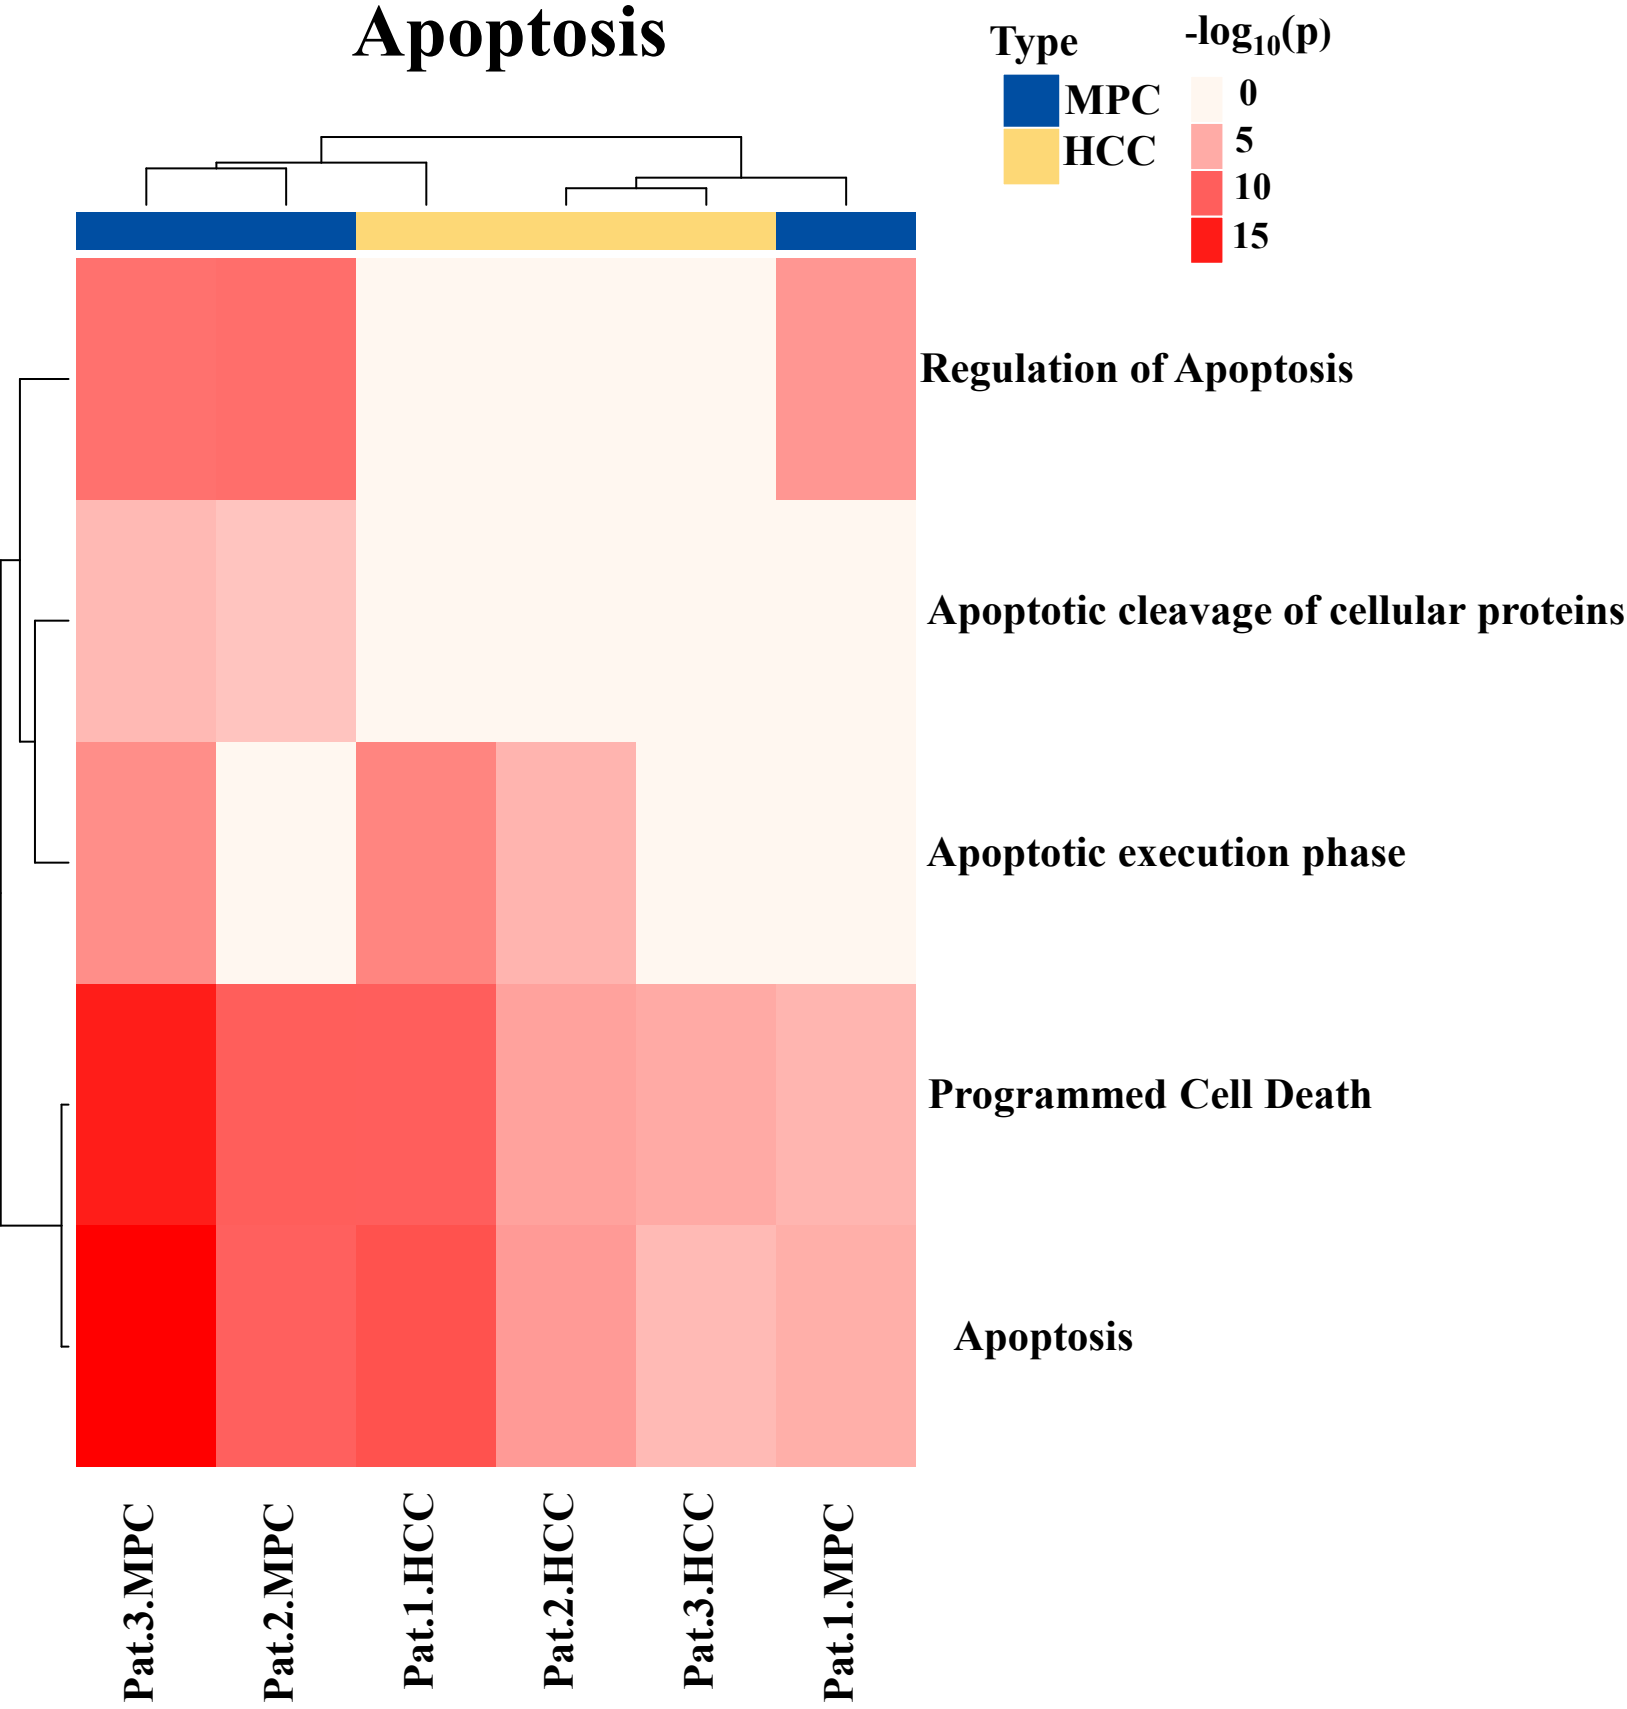 Apoptosis
Type
MPC
HCC
-log10(p)
0
5
10
15
Regulation of Apoptosis
Apoptotic cleavage of cellular proteins
Apoptotic execution phase
Programmed Cell Death
Apoptosis
Pat.3.MPC
Pat.2.MPC
Pat.1.HCC
Pat.2.HCC
Pat.3.HCC
Pat.1.MPC